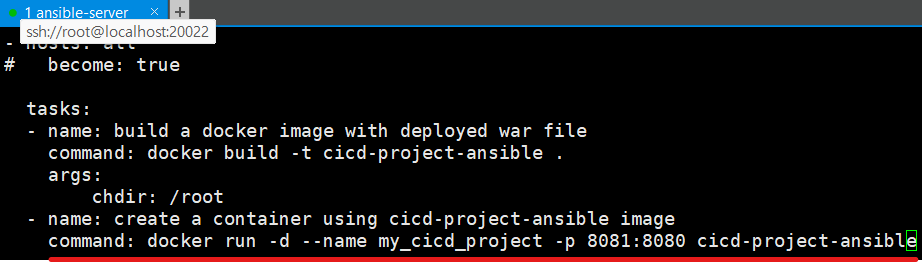 1 ansible-server × +
ssh://root@localhost:20022
- hosts: all
#   become: true
  tasks:
  - name: build a docker image with deployed war file
    command: docker build -t cicd-project-ansible .
    args:
        chdir: /root
  - name: create a container using cicd-project-ansible image
    command: docker run -d --name my_cicd_project -p 8081:8080 cicd-project-ansible